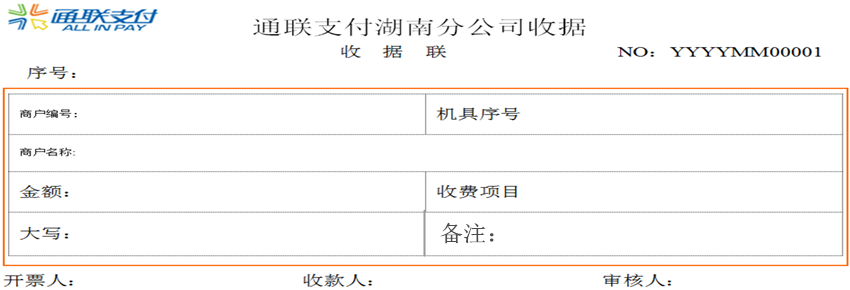 通联支付
ALL IN PAY
通联支付湖南分公司收据
收 据 联 NO：YYYYMM00001
序号：
商户编号： 机具序号
商户名称：
金额： 收费项目
大写： 备注：
开票人： 收款人： 审核人：